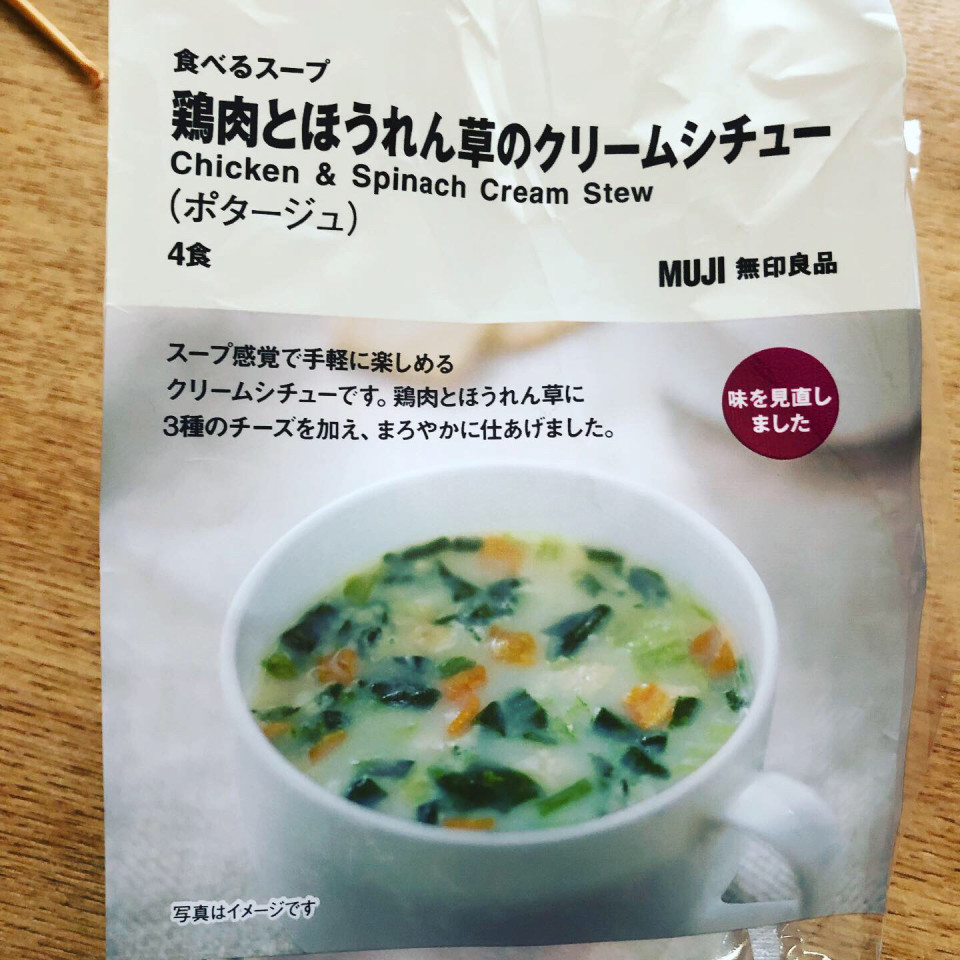 食べるスープ
鶏肉とほうれん草のクリームシチュー
Chicken & Spinach Cream Stew
(ポタージュ)
4食
MUJI 無印良品
スープ感覚で手軽に楽しめる
クリームシチューです。鶏肉とほうれん草に
3種のチーズを加え、まろやかに仕あげました。
味を見直し
ました
写真はイメージです